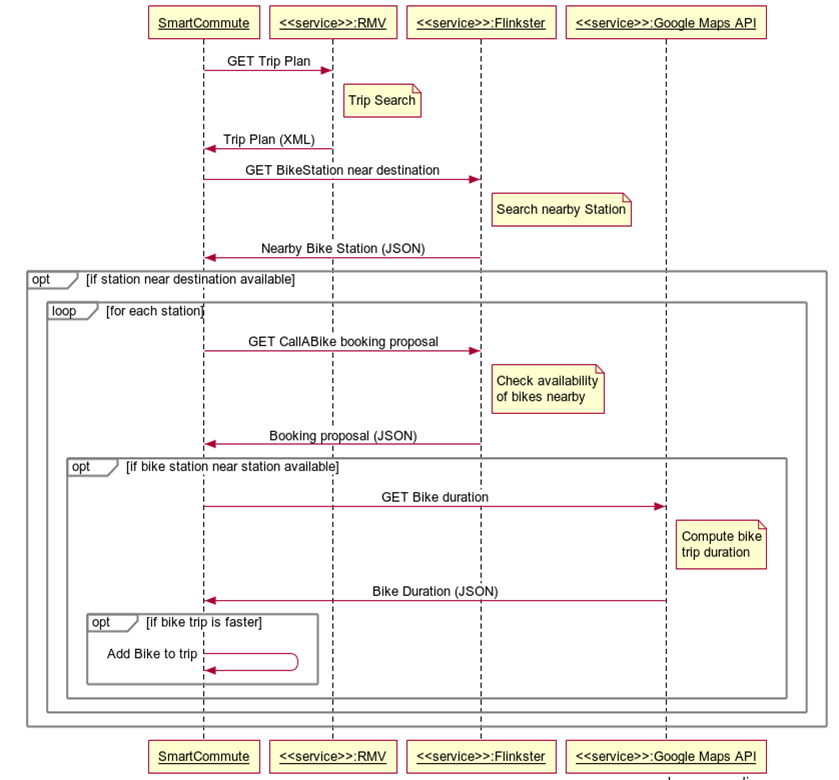 SmartCommute
<<service>>:RMV
<<service>>:Flinkster
<<service>>:Google Maps API
GET Trip Plan
Trip Search
Trip Plan (XML)
GET BikeStation near destination
Search nearby Station
Nearby Bike Station (JSON)
opt [if station near destination available]
loop [for each station]
GET CallABike booking proposal
Check availability
of bikes nearby
Booking proposal (JSON)
opt [if bike station near station available]
GET Bike duration
Compute bike
trip duration
Bike Duration (JSON)
opt [if bike trip is faster]
Add Bike to trip
SmartCommute
<<service>>:RMV
<<service>>:Flinkster
<<service>>:Google Maps API